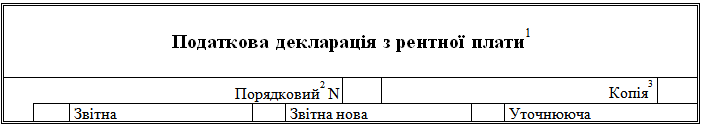 Податкова декларація з рентної плати1
Порядковий2 N Копія3
Звітна Звітна нова Уточнююча